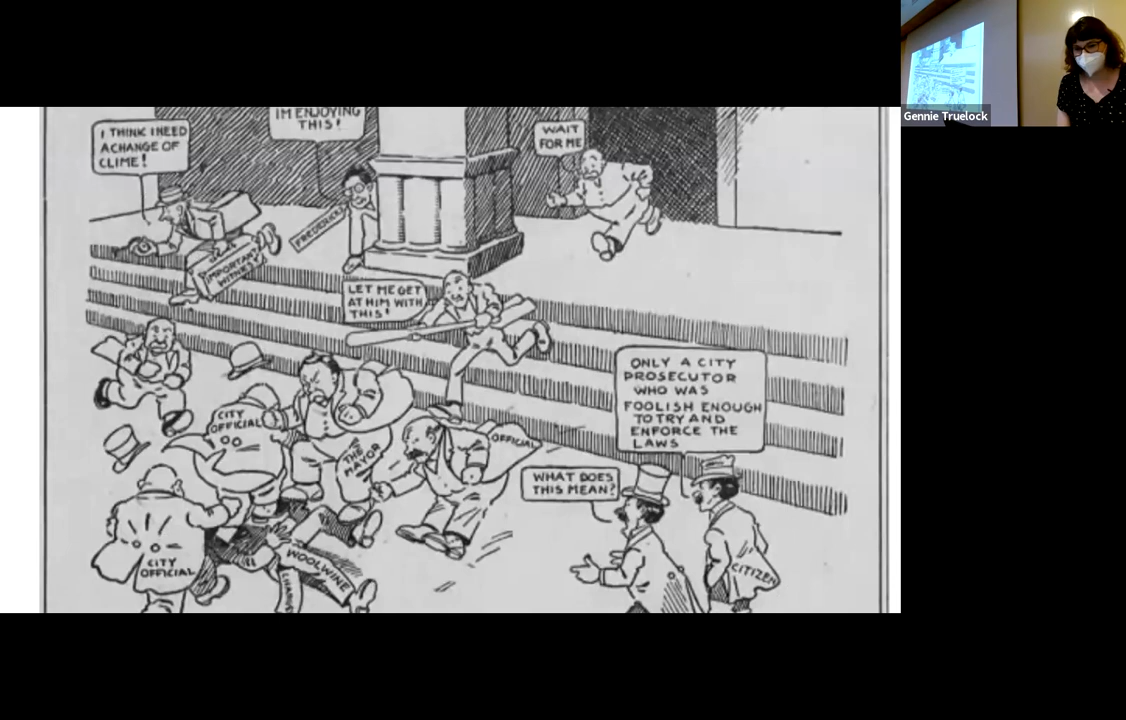 I'M ENJOYING
THIS!
I THINK I NEED
A CHANGE OF
CLIME!
WAIT
FOR ME
FREDERICKS
IMPORTANT
WITNESS
LET ME GET
AT HIM WITH
THIS!
ONLY A CITY
PROSECUTOR
WHO WAS
FOOLISH ENOUGH
TO TRY AND
ENFORCE THE
LAWS
CITY
OFFICIAL
THE
MAYOR
OFFICIAL
WHAT DOES
THIS MEAN?
CITY
OFFICIAL
WOOLWINE
CHARGES
CITIZEN
Gennie Truelock